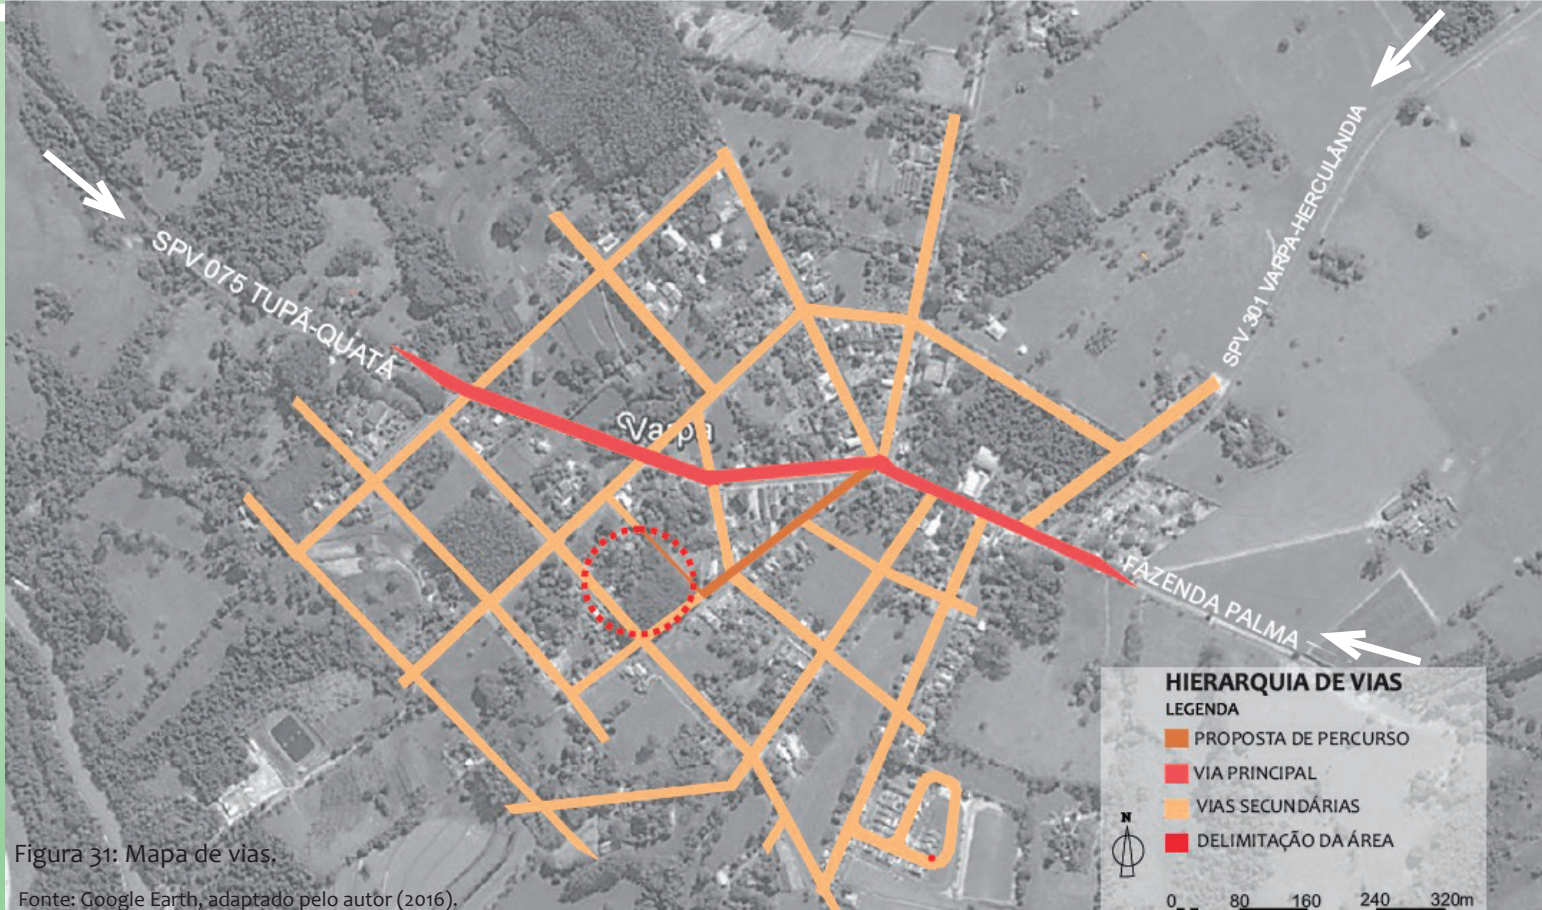 SPV 075 TUPÃ-QUATÁ
SPV 301 VARPA-HERCULÂNDIA
Varpa
FAZENDA PALMA
HIERARQUIA DE VIAS
LEGENDA
PROPOSTA DE PERCURSO
VIA PRINCIPAL
VIAS SECUNDÁRIAS
DELIMITAÇÃO DA ÁREA
N
0 80 160 240 320m
Figura 31: Mapa de vias.
Fonte: Google Earth, adaptado pelo autor (2016).